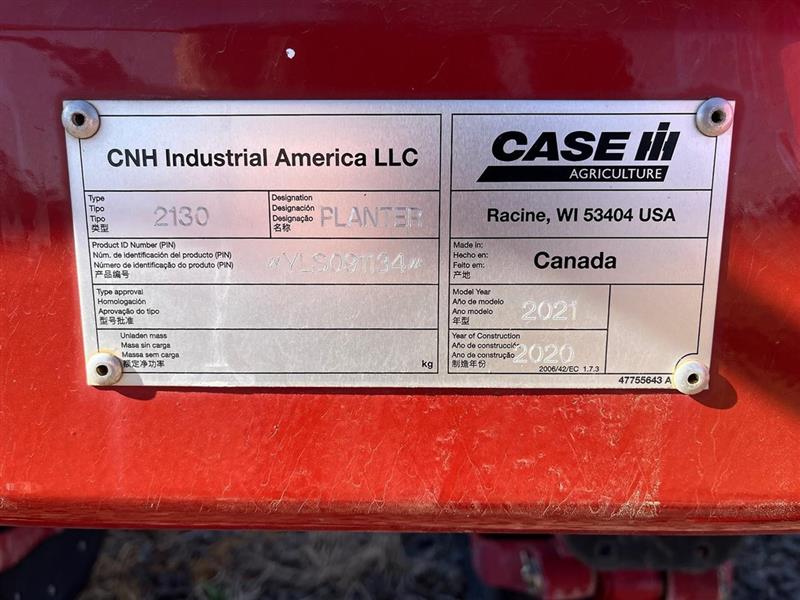 CNH Industrial America LLC
Type
Tipo
Tipo
类型
2130
Designation
Designación
Designação
名称
PLANTER
Product ID Number (PIN)
Núm. de identificación del producto (PIN)
Número de identificação do produto (PIN)
产品编号
*YLS091134*
Type approval
Homologación
Aprovação do tipo
型号批准
Unladen mass
Masa sin carga
Massa sem carga
额定净功率
kg
CASE IH
AGRICULTURE
Racine, WI 53404 USA
Made in:
Hecho en:
Feito em:
产地
Canada
Model Year
Año de modelo
Ano modelo
年型
2021
Year of Construction
Año de construcción
Ano de construção
制造年份
2020
2006/42/EC 1.7.3
47755643 A